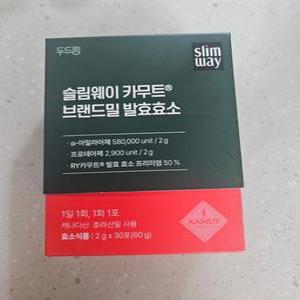 두드림
slim
way
슬림웨이 카무트®
브랜드밀 발효효소
· α-아밀라아제 580,000 unit / 2g
· 프로테아제 2,900 unit / 2g
· RY카무트® 발효 효소 프리미엄 50 %
1일 1회, 1회 1포
캐나다산 호라산밀 사용
효소식품 | 2 g x 30포(60 g)
KAMUT